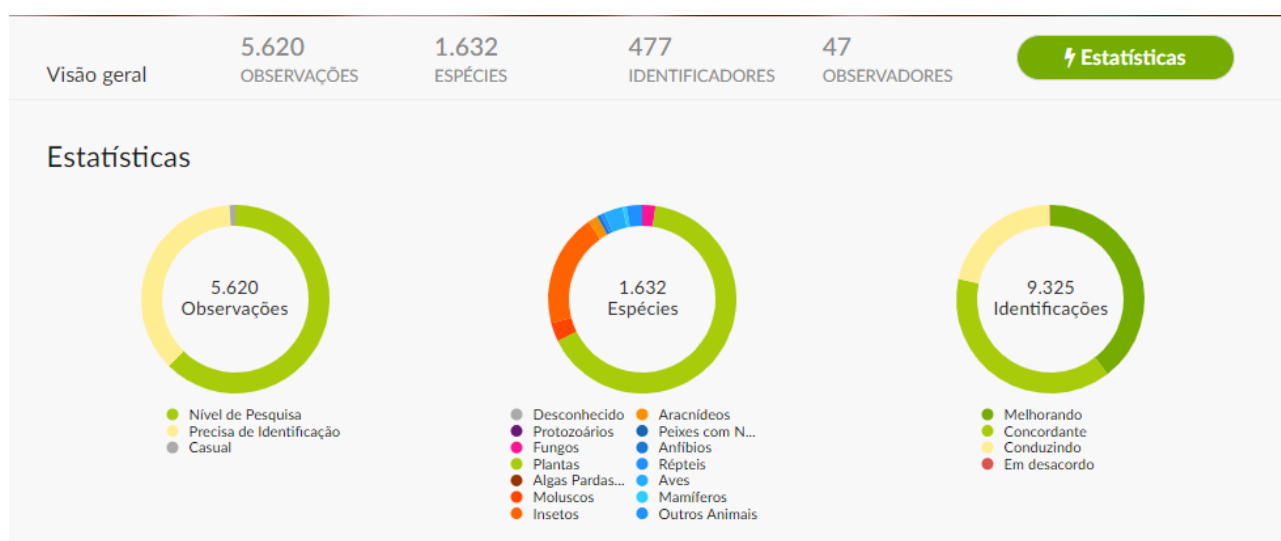 Visão geral
5.620
OBSERVAÇÕES
1.632
ESPÉCIES
477
IDENTIFICADORES
47
OBSERVADORES
Estatísticas
Estatísticas
5.620
Observações
Nível de Pesquisa
Precisa de Identificação
Casual
1.632
Espécies
Desconhecido
Protozoários
Fungos
Plantas
Algas Pardas...
Moluscos
Insetos
Aracnídeos
Peixes com N...
Anfíbios
Répteis
Aves
Mamíferos
Outros Animais
9.325
Identificações
Melhorando
Concordante
Conduzindo
Em desacordo